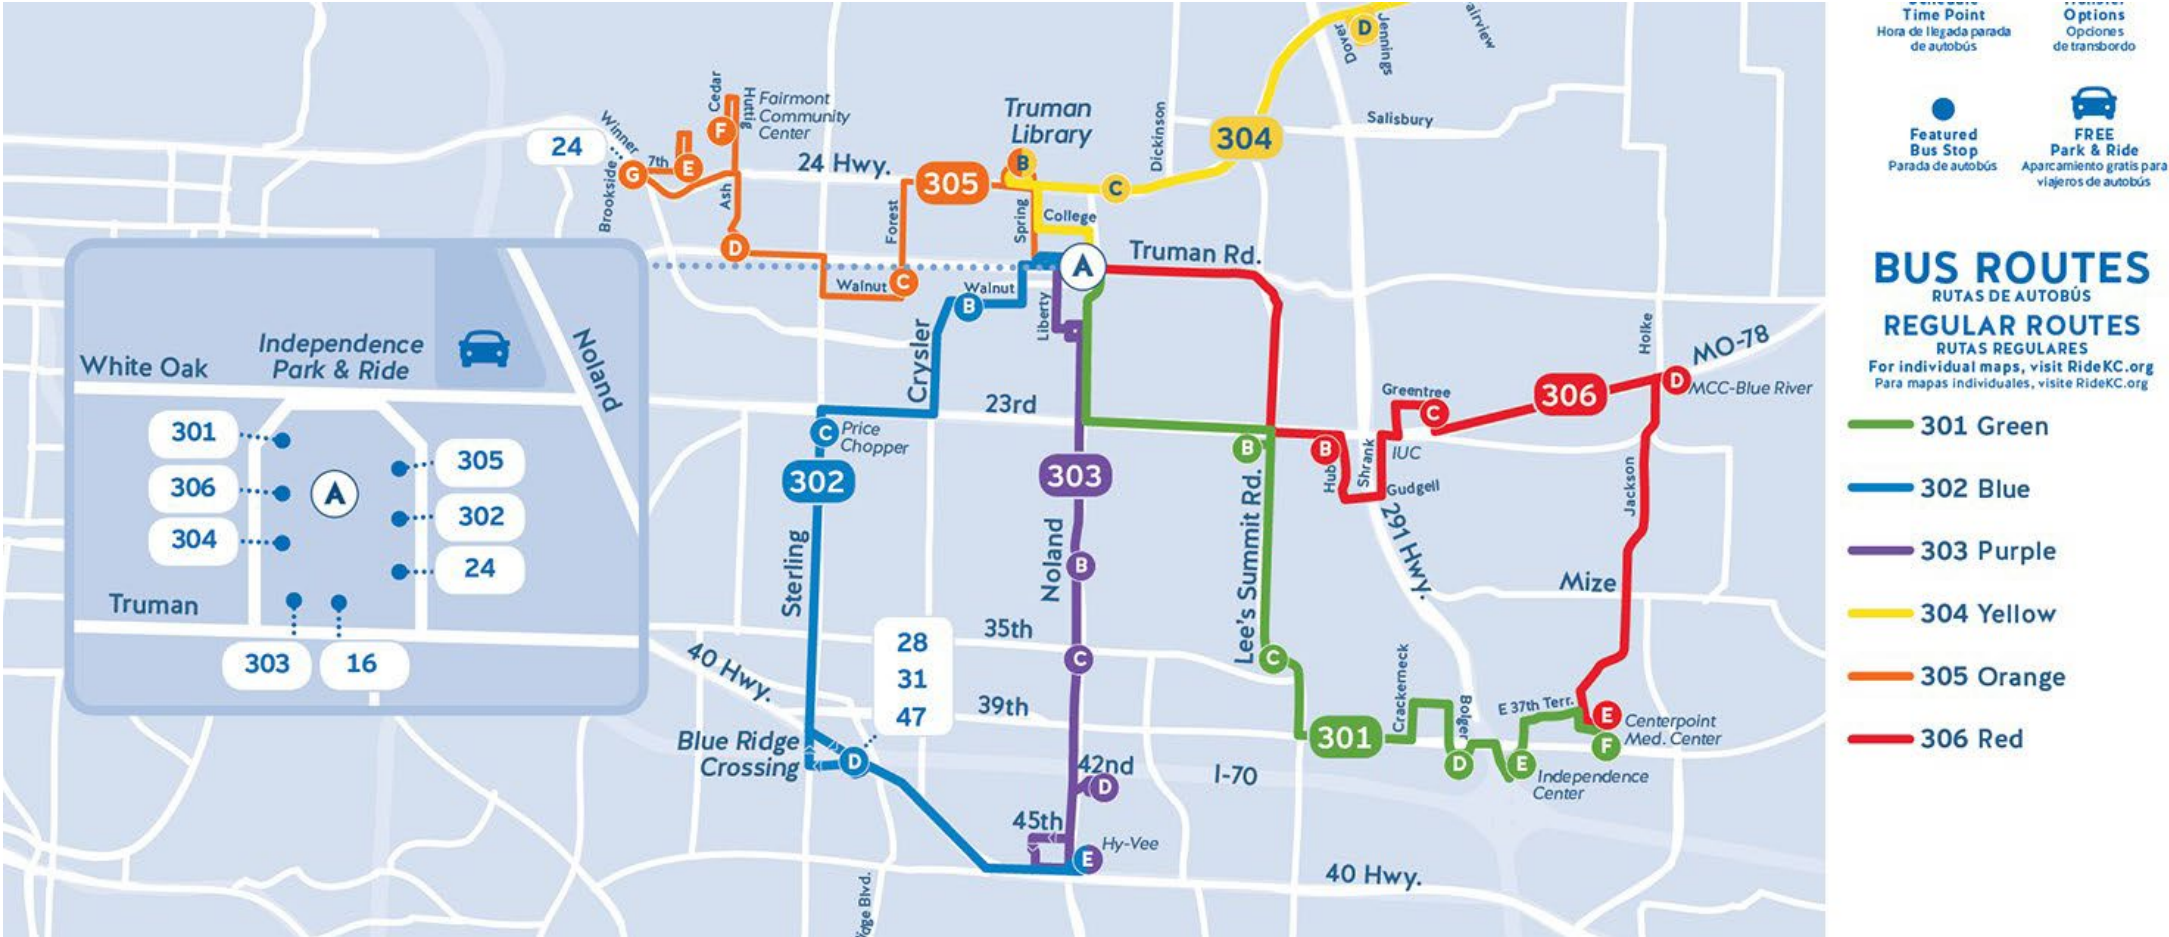 Time Point
Hora de llegada parada
de autobús
Options
Opciones
de transbordo
Featured
Bus Stop
Parada de autobús
FREE
Park & Ride
Aparcamiento gratis para
viajeros de autobús
BUS ROUTES
RUTAS DE AUTOBÚS
REGULAR ROUTES
RUTAS REGULARES
For individual maps, visit RideKC.org
Para mapas individuales, visite RideKC.org
301 Green
302 Blue
303 Purple
304 Yellow
305 Orange
306 Red
D
Dover
Jennings
Salisbury
304
Dickinson
Truman
Library
B
C
College
Spring
305
Forest
24 Hwy.
Cedar
Huttig
Fairmont
Community
Center
F
E
7th
G
Winner
24
Brookside
Ash
D
Walnut
C
A
Truman Rd.
Walnut
B
Liberty
Crysler
23rd
C
Price
Chopper
302
Sterling
303
Noland
B
C
35th
39th
28
31
47
40 Hwy.
Blue Ridge
Crossing
D
42nd
D
45th
E
Hy-Vee
I-70
40 Hwy.
B
Lee's Summit Rd.
C
301
Crackerneck
Bolger
D
E
Independence
Center
E 37th Terr.
E
F
Centerpoint
Med. Center
B
Hub
Shrank
Gudgell
IUC
Greentree
C
306
D
MCC-Blue River
MO-78
Holke
Jackson
Mize
291 Hwy.
White Oak
Independence
Park & Ride
Noland
301
306
304
A
305
302
24
Truman
303
16